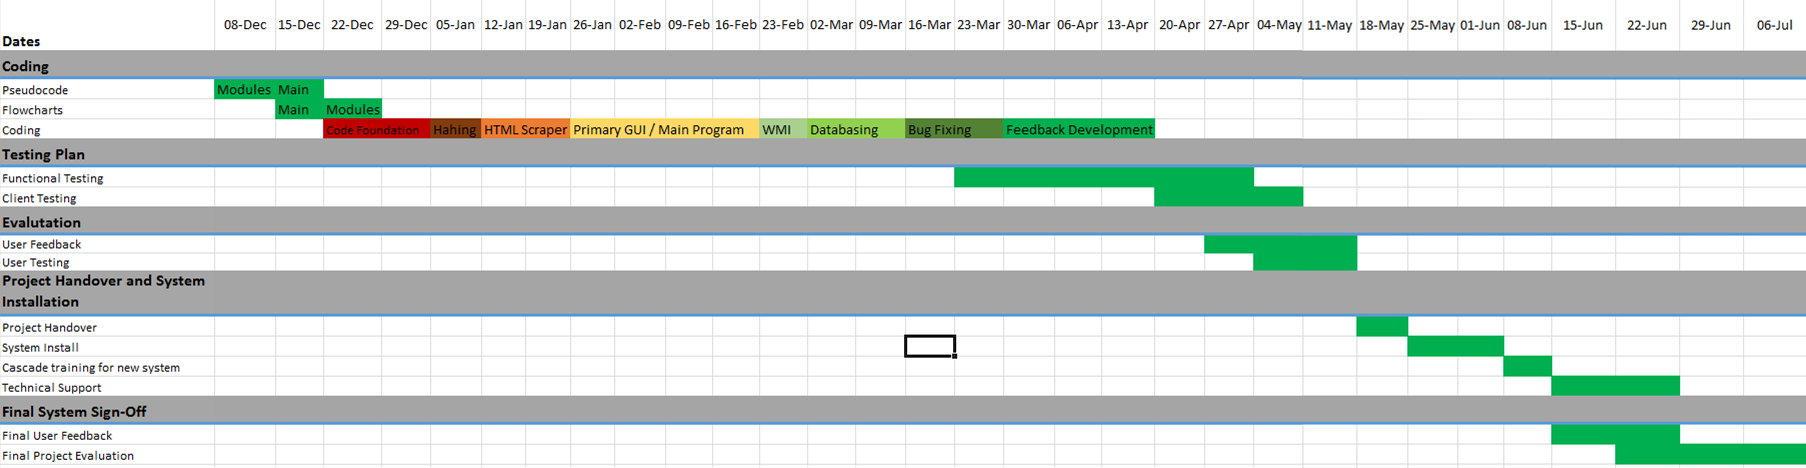 08-Dec 15-Dec 22-Dec 29-Dec 05-Jan 12-Jan 19-Jan 26-Jan 02-Feb 09-Feb 16-Feb 23-Feb 02-Mar 09-Mar 16-Mar 23-Mar 30-Mar 06-Apr 13-Apr 20-Apr 27-Apr 04-May 11-May 18-May 25-May 01-Jun 08-Jun 15-Jun 22-Jun 29-Jun 06-Jul
Dates
Coding
Pseudocode Modules Main
Flowcharts Main Modules
Coding Code Foundation Hahing HTML Scraper Primary GUI / Main Program WMI Databasing Bug Fixing Feedback Development
Testing Plan
Functional Testing
Client Testing
Evalutation
User Feedback
User Testing
Project Handover and System
Installation
Project Handover
System Install
Cascade training for new system
Technical Support
Final System Sign-Off
Final User Feedback
Final Project Evaluation